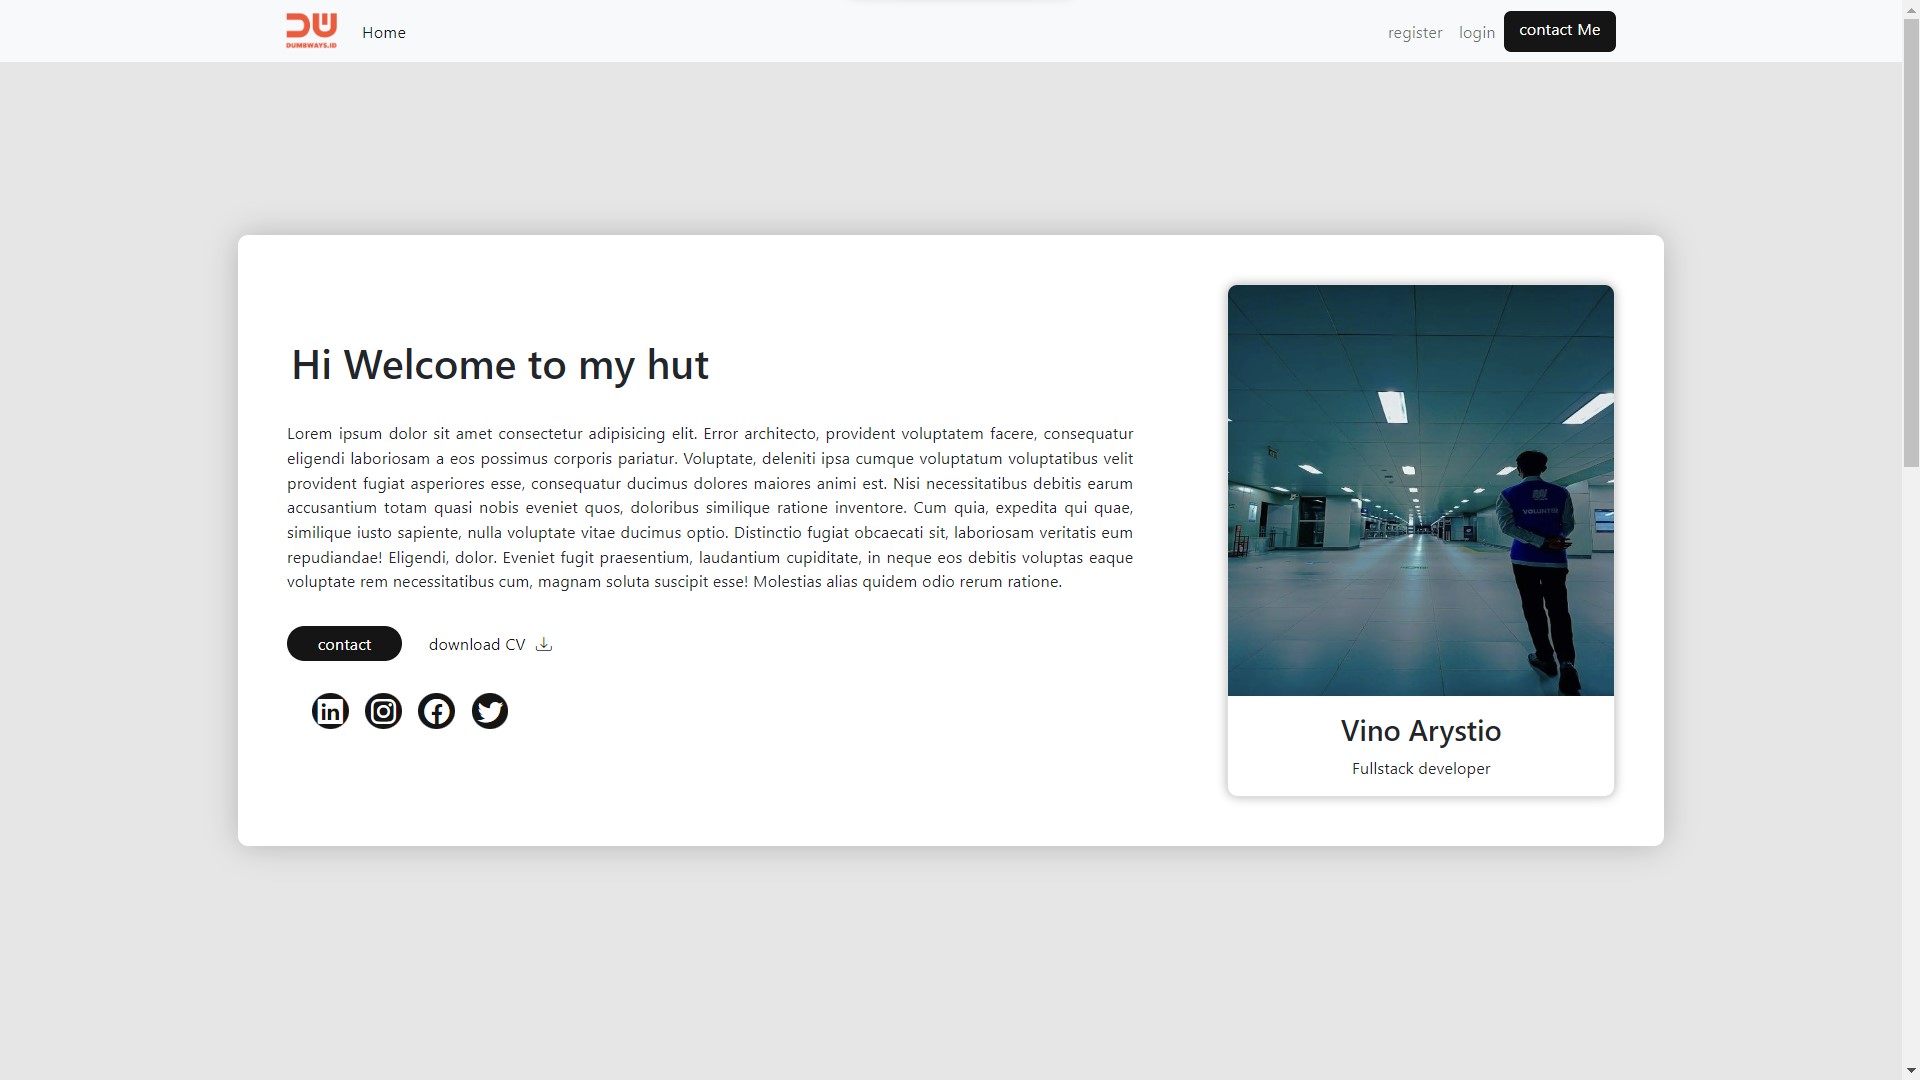 DUMBWAYS.ID
Home
register
login
contact Me
Hi Welcome to my hut
Lorem ipsum dolor sit amet consectetur adipisicing elit. Error architecto, provident voluptatem facere, consequatur
eligendi laboriosam a eos possimus corporis pariatur. Voluptate, deleniti ipsa cumque voluptatum voluptatibus velit
provident fugiat asperiores esse, consequatur ducimus dolores maiores animi est. Nisi necessitatibus debitis earum
accusantium totam quasi nobis eveniet quos, doloribus similique ratione inventore. Cum quia, expedita qui quae,
similique iusto sapiente, nulla voluptate vitae ducimus optio. Distinctio fugiat obcaecati sit, laboriosam veritatis eum
repudiandae! Eligendi, dolor. Eveniet fugit praesentium, laudantium cupiditate, in neque eos debitis voluptas eaque
voluptate rem necessitatibus cum, magnam soluta suscipit esse! Molestias alias quidem odio rerum ratione.
contact
download CV
in
VOLUNTEE
Vino Arystio
Fullstack developer